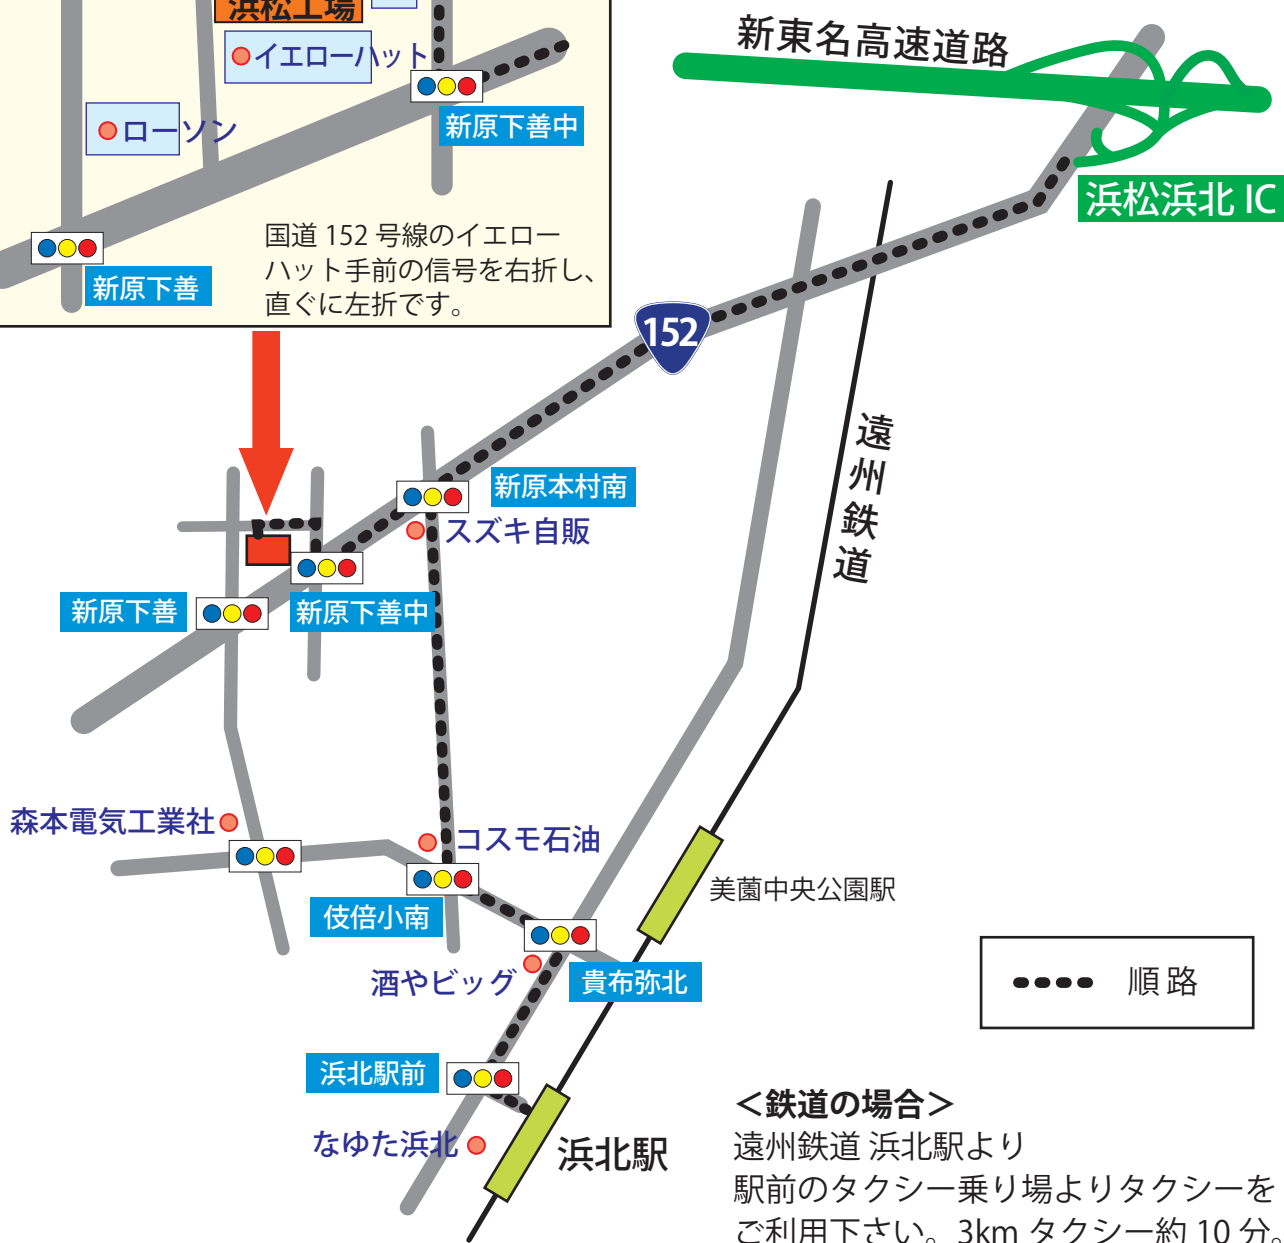 浜松工場
イエローハット
ローソン
新原下善中
新原下善
国道 152 号線のイエロー
ハット手前の信号を右折し、
直ぐに左折です。
新東名高速道路
浜松浜北 IC
152
遠州鉄道
新原本村南
スズキ自販
新原下善
新原下善中
森本電気工業社
コスモ石油
伎倍小南
美薗中央公園駅
酒やビッグ
貴布弥北
順路
浜北駅前
なゆた浜北
浜北駅
＜鉄道の場合＞
遠州鉄道 浜北駅より
駅前のタクシー乗り場よりタクシーを
ご利用下さい。3km タクシー約 10 分。